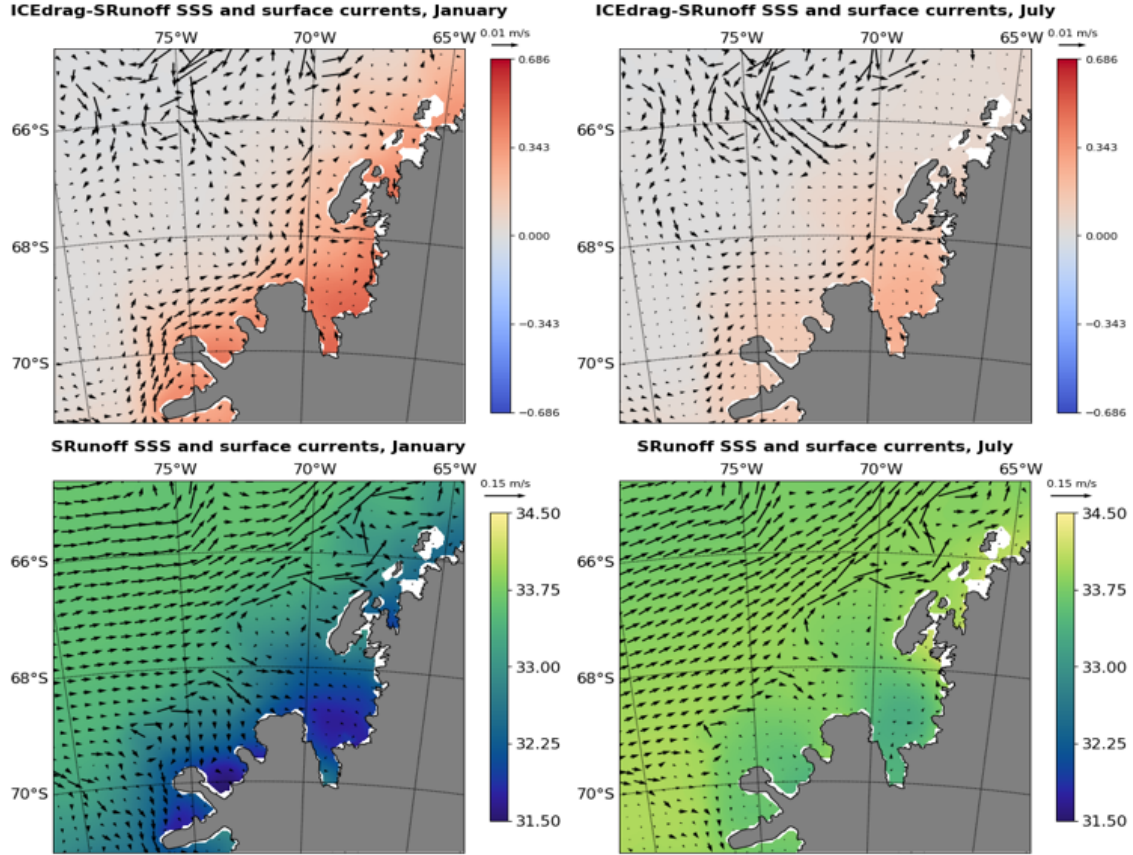 ICEdrag-SRunoff SSS and surface currents, January
75°W 70°W 65°W
0.01 m/s
0.686
66°S
0.343
68°S
0.000
−0.343
70°S
−0.686
ICEdrag-SRunoff SSS and surface currents, July
75°W 70°W 65°W
0.01 m/s
0.686
66°S
0.343
68°S
0.000
−0.343
70°S
−0.686
SRunoff SSS and surface currents, January
75°W 70°W 65°W
0.15 m/s
34.50
66°S
33.75
33.00
68°S
32.25
70°S
31.50
SRunoff SSS and surface currents, July
75°W 70°W 65°W
0.15 m/s
34.50
66°S
33.75
33.00
68°S
32.25
70°S
31.50